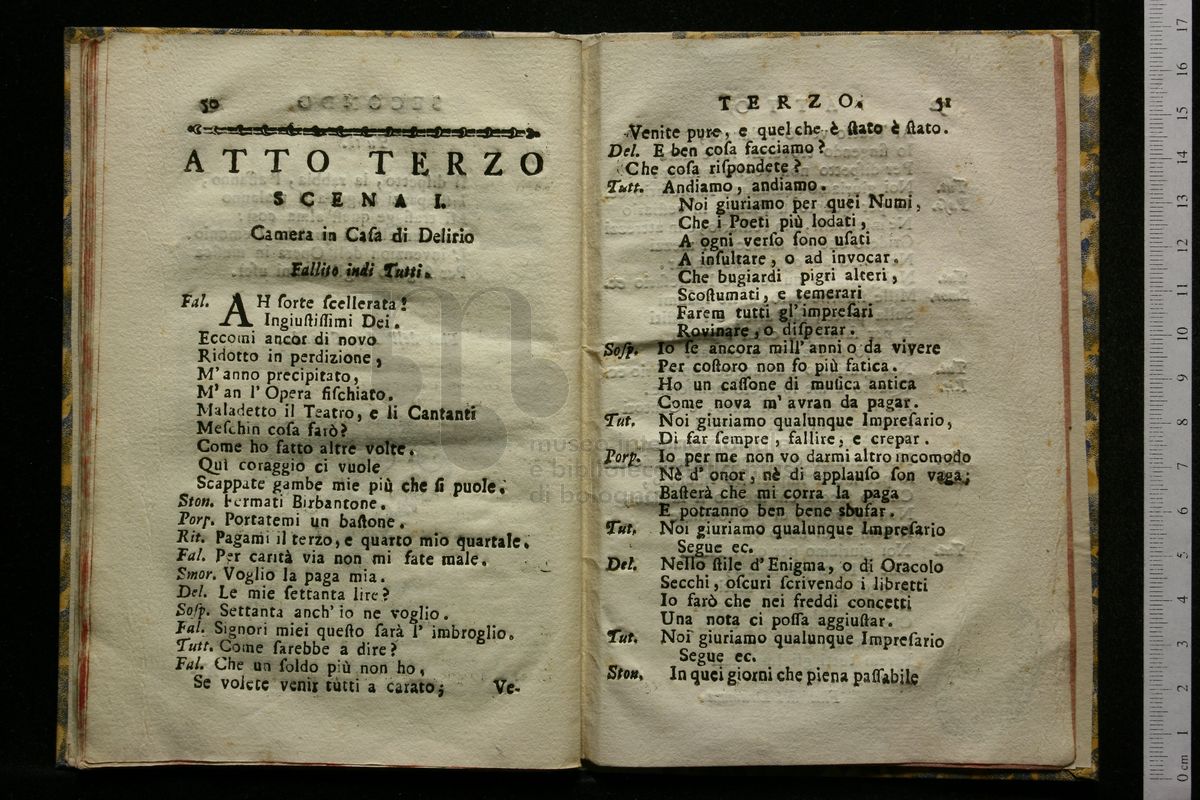 50
ATTO TERZO
SCENA I.
Camera in Caſa di Delirio
Fallito indi Tutti.
Fal. AH ſorte ſcellerata!
Ingiuſtiſſimi Dei.
Eccomi ancor di novo
Ridotto in perdizione,
M'anno precipitato,
M'an l'Opera fiſchiato.
Maladetto il Teatro, e li Cantanti
Meſchin coſa farò?
Come ho fatto altre volte.
Quì coraggio ci vuole
Scappate gambe mie più che ſi puole.
Ston. Fermati Birbantone.
Porp. Portatemi un baſtone.
Rit. Pagami il terzo, e quarto mio quartale.
Fal. Per carità via non mi fate male.
Smor. Voglio la paga mia.
Del. Le mie ſettanta lire?
Soſp. Settanta anch'io ne voglio.
Fal. Signori miei queſto ſarà l'imbroglio.
Tutt. Come ſarebbe a dire?
Fal. Che un ſoldo più non ho,
Se volete venir tutti a carato;
Ve-
TERZO. 51
Venite pure, e quel che è ſtato è ſtato.
Del. E ben coſa facciamo?
Che coſa riſpondete?
Tutt. Andiamo, andiamo.
Noi giuriamo per quei Numi,
Che i Poeti più lodati,
A ogni verſo ſono uſati
A inſultare, o ad invocar.
Che bugiardi pigri alteri,
Scoſtumati, e temerari
Farem tutti gl'impreſari
Rovinare, o diſperar.
Soſp. Io ſe ancora mill'anni o da vivere
Per coſtoro non fo più fatica.
Ho un caſſone di muſica antica
Come nova m'avran da pagar.
Tut. Noi giuriamo qualunque Impreſario,
Di far ſempre, fallire, e crepar.
Porp. Io per me non vo darmi altro incomodo
Nè d'onor, nè di applauſo ſon vaga;
Baſterà che mi corra la paga
E potranno ben bene sbufar.
Tut. Noi giuriamo qualunque Impreſario
Segue ec.
Del. Nello ſtile d'Enigma, o di Oracolo
Secchi, oſcuri ſcrivendo i libretti
Io farò che nei freddi concetti
Una nota ci poſſa aggiuſtar.
Tut. Noi giuriamo qualunque Impreſario
Segue ec.
Ston. In quei giorni che piena paſſabile